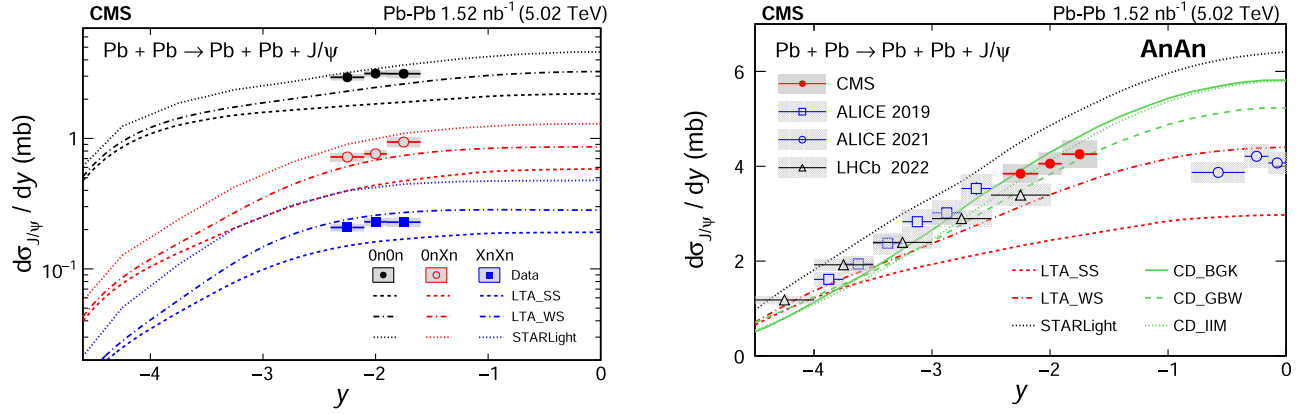 CMS Pb-Pb 1.52 nb⁻¹ (5.02 TeV)
Pb + Pb → Pb + Pb + J/ψ
1
10⁻¹
dσ_J/ψ / dy (mb)
0n0n 0nXn XnXn
Data
LTA_SS
LTA_WS
STARLight
−4 −3 −2 −1 0
y
CMS Pb-Pb 1.52 nb⁻¹ (5.02 TeV)
Pb + Pb → Pb + Pb + J/ψ AnAn
CMS
ALICE 2019
ALICE 2021
LHCb 2022
6
4
2
0
dσ_J/ψ / dy (mb)
LTA_SS CD_BGK
LTA_WS CD_GBW
STARLight CD_IIM
−4 −3 −2 −1 0
y